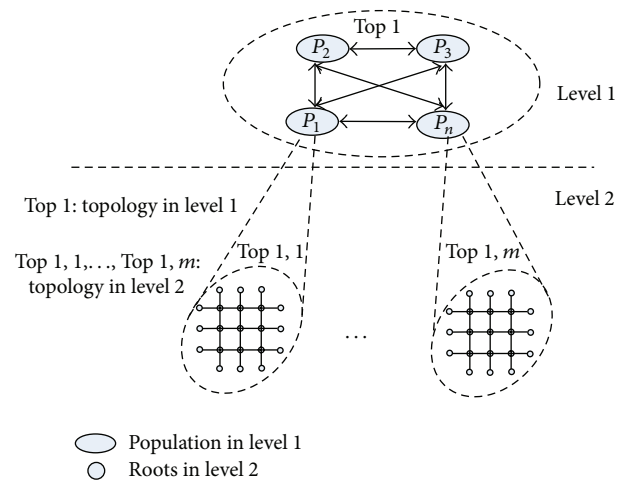 Top 1
P2 P3
Level 1
P1 Pn
Level 2
Top 1: topology in level 1
Top 1, 1 Top 1, m
Top 1, 1,..., Top 1, m:
topology in level 2
...
Population in level 1
Roots in level 2